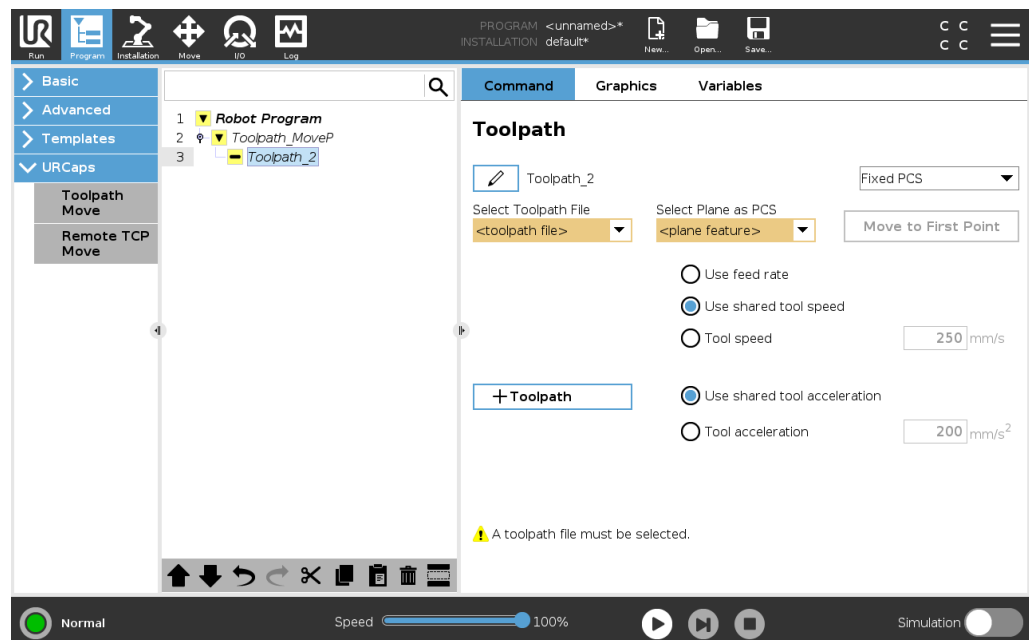 UR
PROGRAM <unnamed>*
INSTALLATION default*
C C
C C
Run Program Installation Move I/O Log New... Open... Save...
Basic
Advanced
Templates
URCaps
Toolpath
Move
Remote TCP
Move
1 Robot Program
2 Toolpath_MoveP
3 Toolpath_2
Command Graphics Variables
Toolpath
Toolpath_2 Fixed PCS
Select Toolpath File Select Plane as PCS
<toolpath file> <plane feature> Move to First Point
Use feed rate
Use shared tool speed
Tool speed 250 mm/s
+Toolpath Use shared tool acceleration
Tool acceleration 200 mm/s²
A toolpath file must be selected.
Normal Speed 100% Simulation